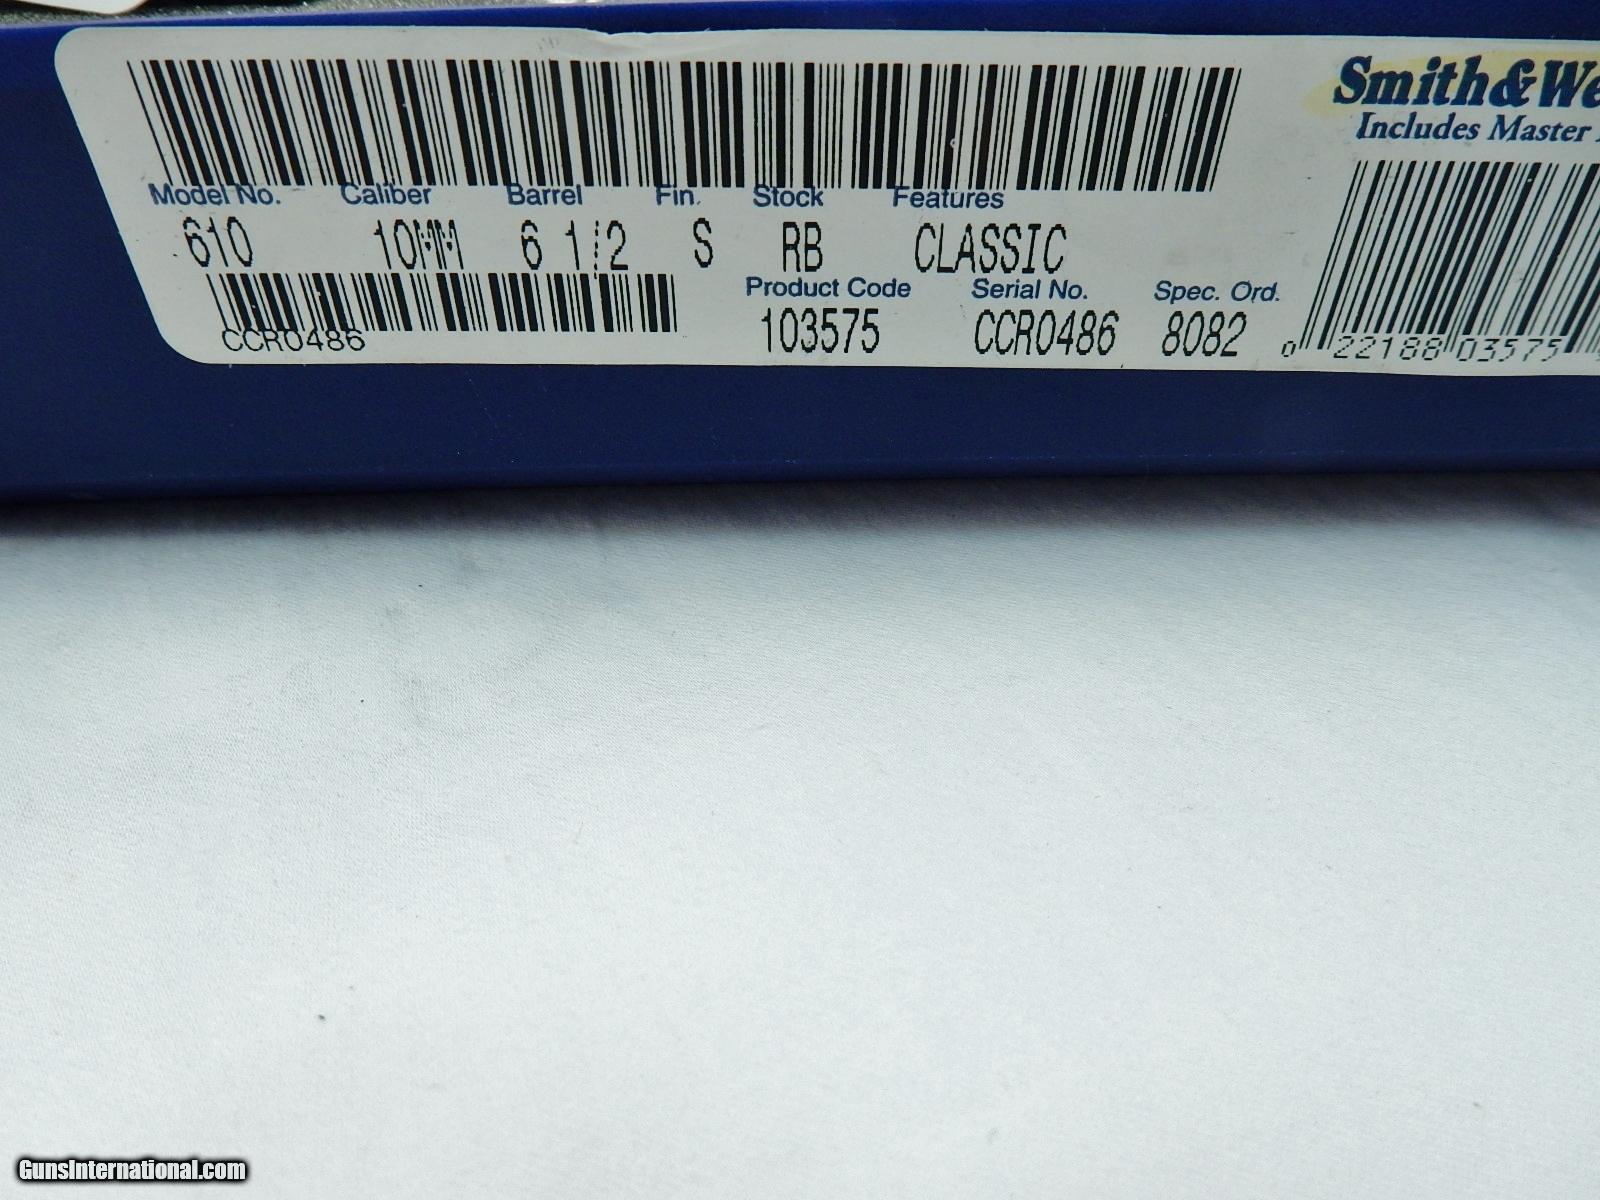 Smith&We
Includes Master
Model No. Caliber Barrel Fin. Stock Features
610 10MM 6 1/2 S RB CLASSIC
Product Code Serial No. Spec. Ord.
CCR0486 103575 CCR0486 8082
0 22188 03575
GunsInternational.com